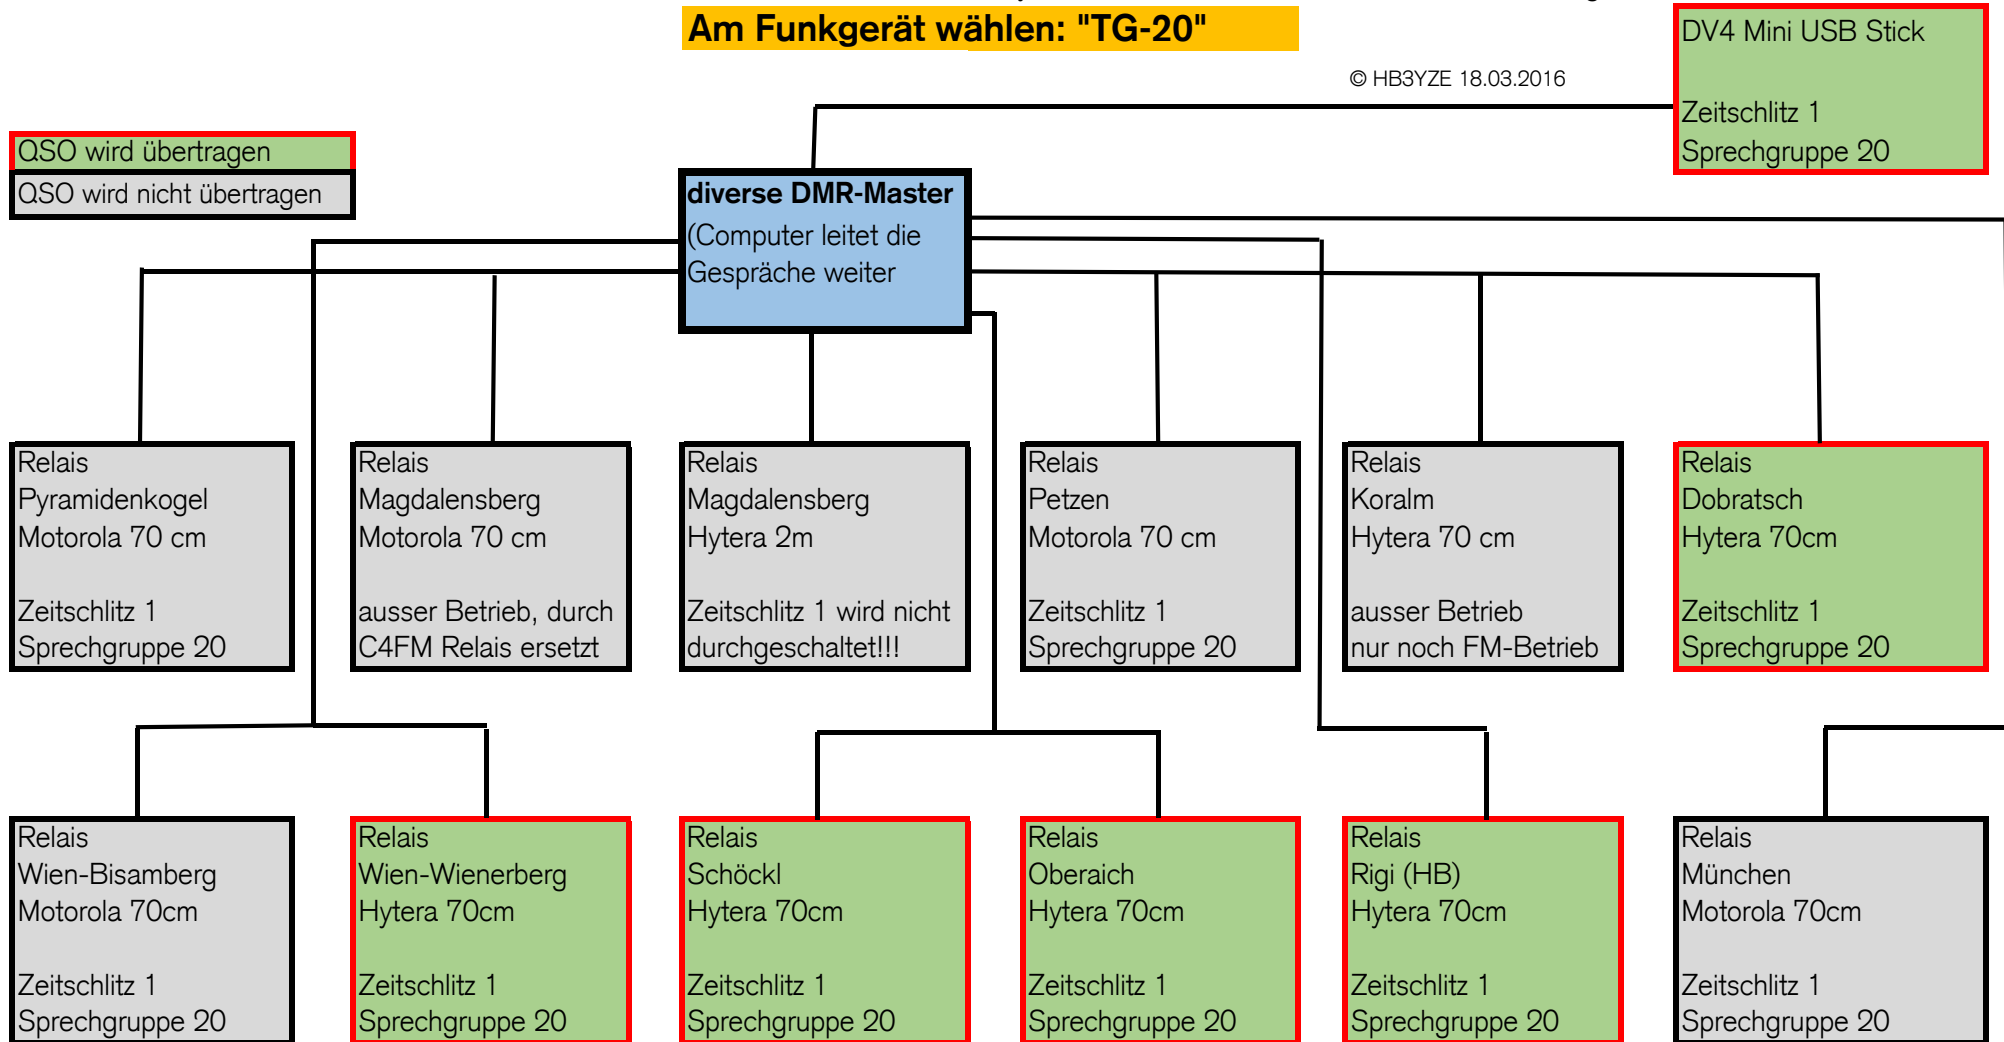 Am Funkgerät wählen: "TG-20"
DV4 Mini USB Stick
Zeitschlitz 1
Sprechgruppe 20
© HB3YZE 18.03.2016
QSO wird übertragen
QSO wird nicht übertragen
diverse DMR-Master
(Computer leitet die
Gespräche weiter
Relais
Pyramidenkogel
Motorola 70 cm
Zeitschlitz 1
Sprechgruppe 20
Relais
Magdalensberg
Motorola 70 cm
ausser Betrieb, durch
C4FM Relais ersetzt
Relais
Magdalensberg
Hytera 2m
Zeitschlitz 1 wird nicht
durchgeschaltet!!!
Relais
Petzen
Motorola 70 cm
Zeitschlitz 1
Sprechgruppe 20
Relais
Koralm
Hytera 70 cm
ausser Betrieb
nur noch FM-Betrieb
Relais
Dobratsch
Hytera 70cm
Zeitschlitz 1
Sprechgruppe 20
Relais
Wien-Bisamberg
Motorola 70cm
Zeitschlitz 1
Sprechgruppe 20
Relais
Wien-Wienerberg
Hytera 70cm
Zeitschlitz 1
Sprechgruppe 20
Relais
Schöckl
Hytera 70cm
Zeitschlitz 1
Sprechgruppe 20
Relais
Oberaich
Hytera 70cm
Zeitschlitz 1
Sprechgruppe 20
Relais
Rigi (HB)
Hytera 70cm
Zeitschlitz 1
Sprechgruppe 20
Relais
München
Motorola 70cm
Zeitschlitz 1
Sprechgruppe 20